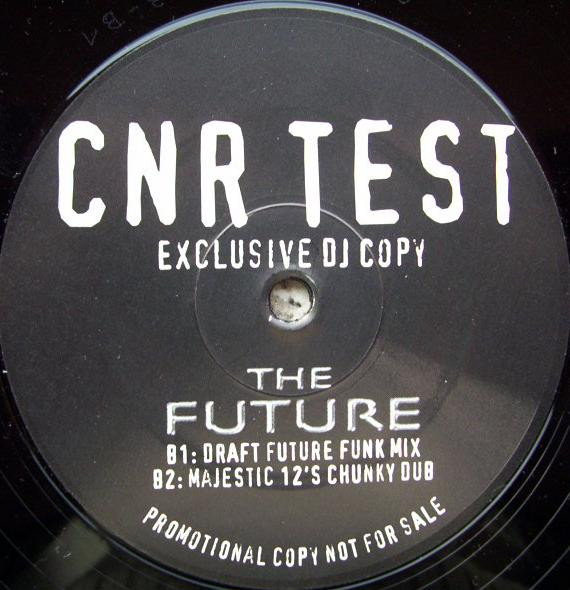 CNR TEST
EXCLUSIVE DJ COPY
THE
FUTURE
B1: DRAFT FUTURE FUNK MIX
B2: MAJESTIC 12'S CHUNKY DUB
PROMOTIONAL COPY NOT FOR SALE